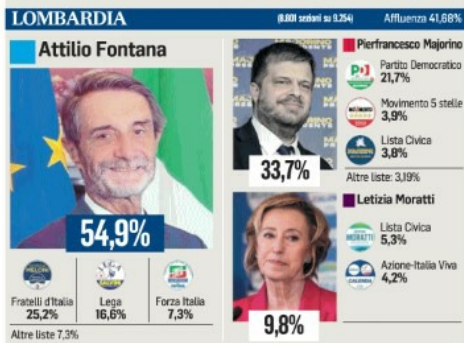 LOMBARDIA
(8.801 sezioni su 9.254)
Affluenza 41,68%
Attilio Fontana
54,9%
Fratelli d'Italia
25,2%
Lega
16,6%
Forza Italia
7,3%
Altre liste 7,3%
33,7%
Pierfrancesco Majorino
PD
Partito Democratico
21,7%
Movimento 5 stelle
3,9%
Lista Civica
3,8%
Altre liste: 3,19%
9,8%
Letizia Moratti
MORATTI
Lista Civica
5,3%
Azione-Italia Viva
4,2%